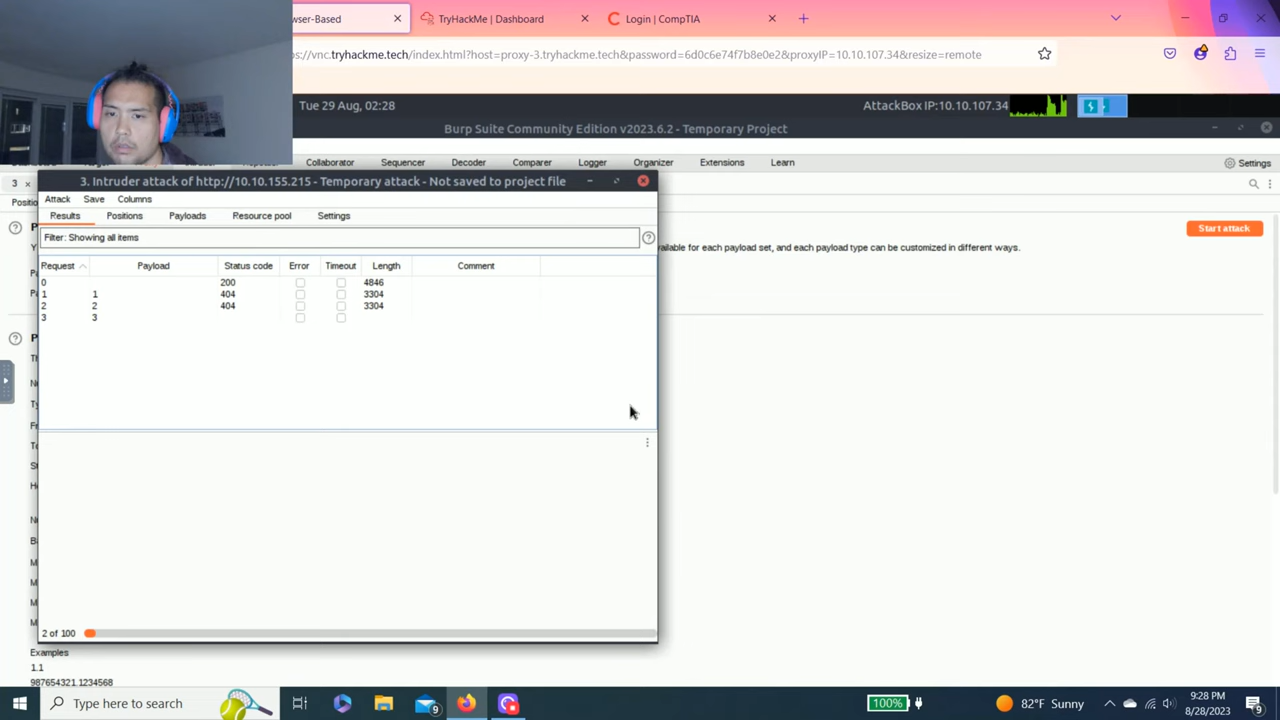 wser-Based
TryHackMe | Dashboard
Login | CompTIA
s://vnc.tryhackme.tech/index.html?host=proxy-3.tryhackme.tech&password=6d0c6e74f7b8e0e2&proxyIP=10.10.107.34&resize=remote
Tue 29 Aug, 02:28
AttackBox IP:10.10.107.34
Burp Suite Community Edition v2023.6.2 - Temporary Project
Collaborator Sequencer Decoder Comparer Logger Organizer Extensions Learn
Settings
3 ×
3. Intruder attack of http://10.10.155.215 - Temporary attack - Not saved to project file
Attack Save Columns
Positio
Results Positions Payloads Resource pool Settings
Start attack
Filter: Showing all items
vailable for each payload set, and each payload type can be customized in different ways.
Request Payload Status code Error Timeout Length Comment
0 200 4846
1 1 404 3304
2 2 404 3304
3 3
2 of 100
Examples
1.1
987654321.1234568
Type here to search
9
100%
82°F Sunny
9:28 PM
8/28/2023
9